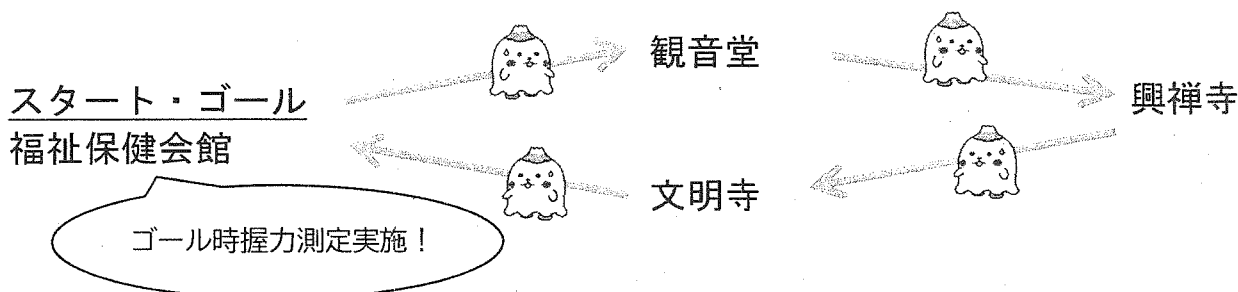 スタート・ゴール
福祉保健会館
観音堂
興禅寺
文明寺
ゴール時握力測定実施！